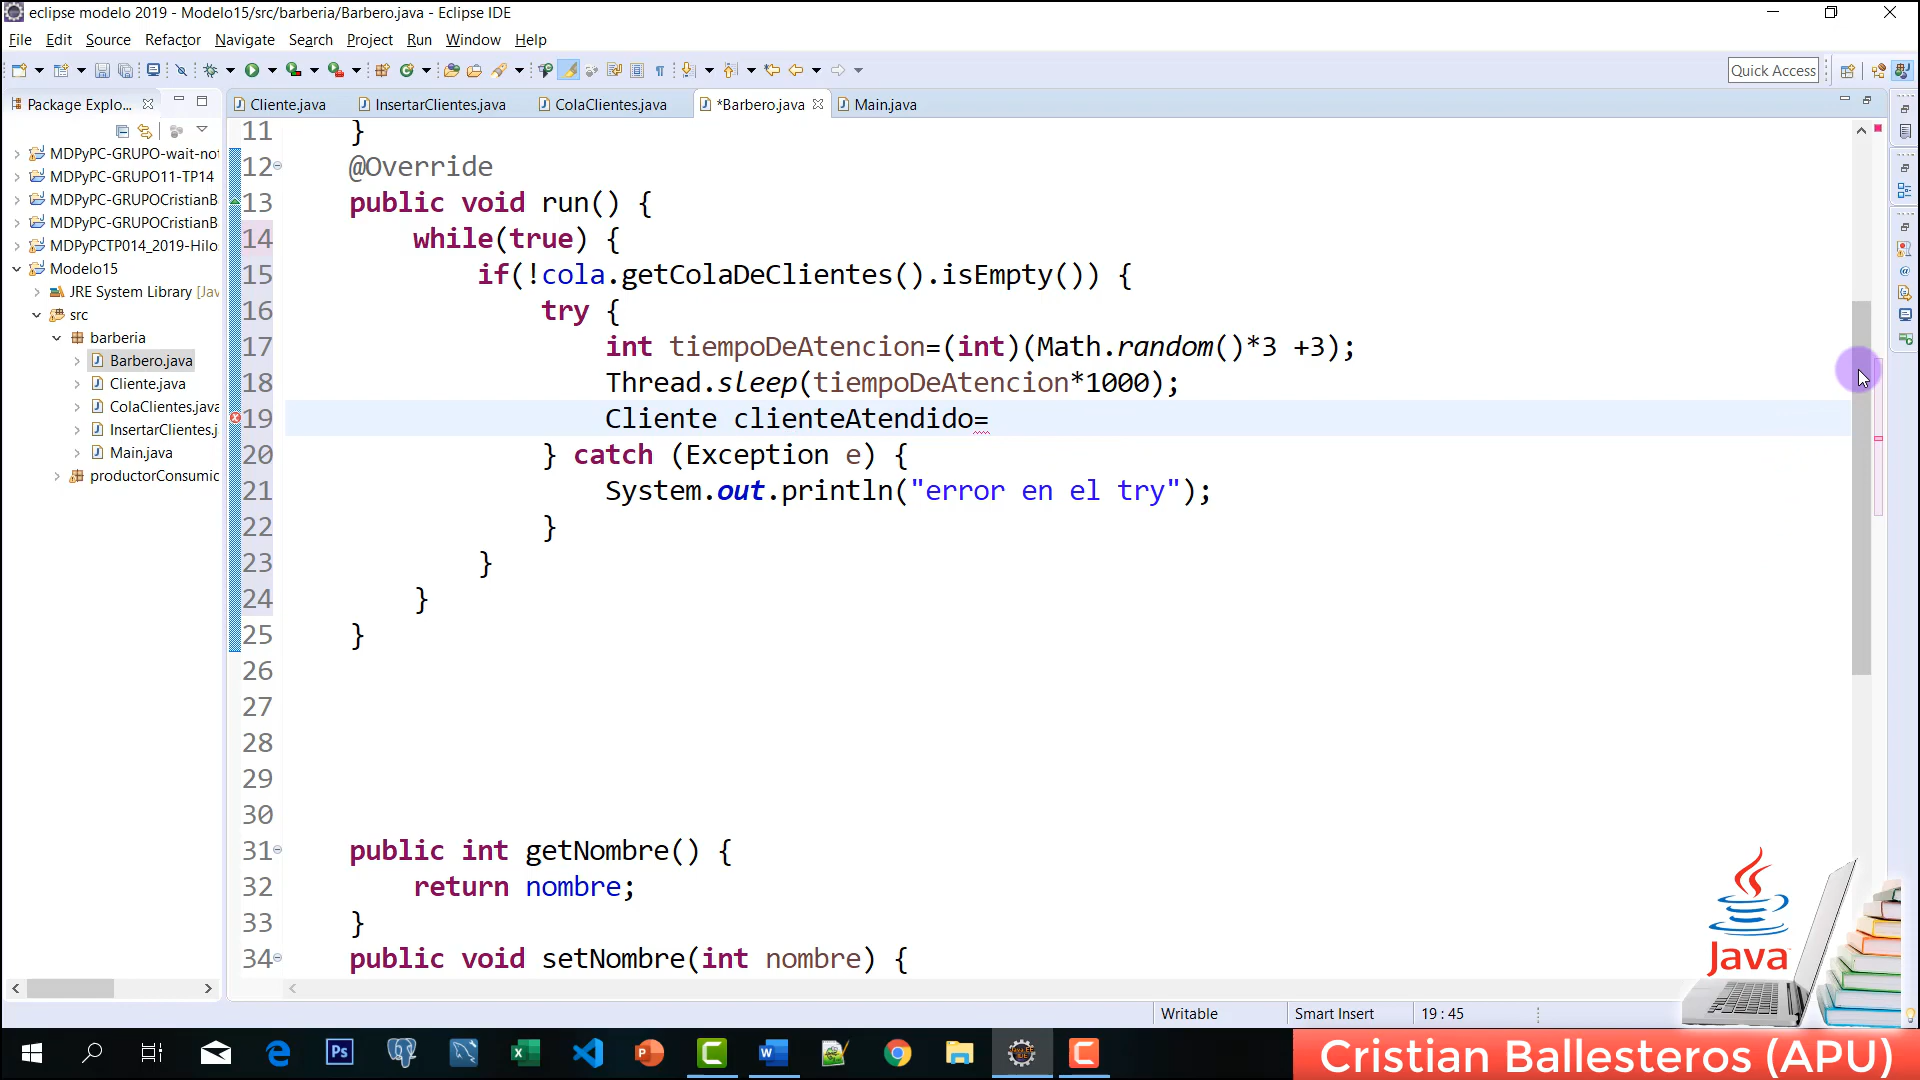 eclipse modelo 2019 - Modelo15/src/barberia/Barbero.java - Eclipse IDE
File Edit Source Refactor Navigate Search Project Run Window Help
Quick Access
Package Explo...
Cliente.java InsertarClientes.java ColaClientes.java *Barbero.java Main.java
MDPyPC-GRUPO-wait-not
MDPyPC-GRUPO11-TP14
MDPyPC-GRUPOCristianB
MDPyPC-GRUPOCristianB
MDPyPCTP014_2019-Hilo
Modelo15
JRE System Library [Jav
src
barberia
Barbero.java
Cliente.java
ColaClientes.java
InsertarClientes.j
Main.java
productorConsumic
11 }
12 @Override
13 public void run() {
14 while(true) {
15 if(!cola.getColaDeClientes().isEmpty()) {
16 try {
17 int tiempoDeAtencion=(int)(Math.random()*3 +3);
18 Thread.sleep(tiempoDeAtencion*1000);
19 Cliente clienteAtendido=
20 } catch (Exception e) {
21 System.out.println("error en el try");
22 }
23 }
24 }
25 }
26
27
28
29
30
31 public int getNombre() {
32 return nombre;
33 }
34 public void setNombre(int nombre) {
Java
Writable Smart Insert 19 : 45
Ps
Cristian Ballesteros (APU)